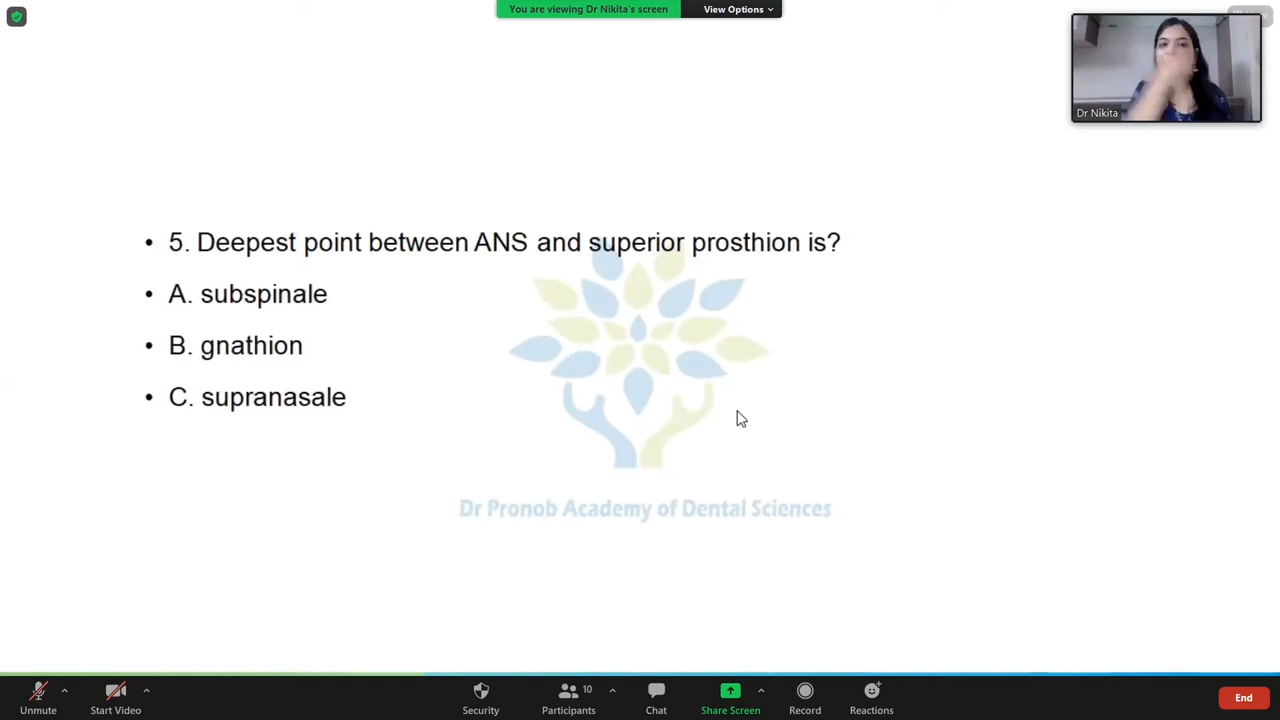 You are viewing Dr Nikita's screen
View Options
Dr Nikita
• 5. Deepest point between ANS and superior prosthion is?
• A. subspinale
• B. gnathion
• C. supranasale
Dr Pronob Academy of Dental Sciences
Unmute
Start Video
Security
Participants
10
Chat
Share Screen
Record
Reactions
End